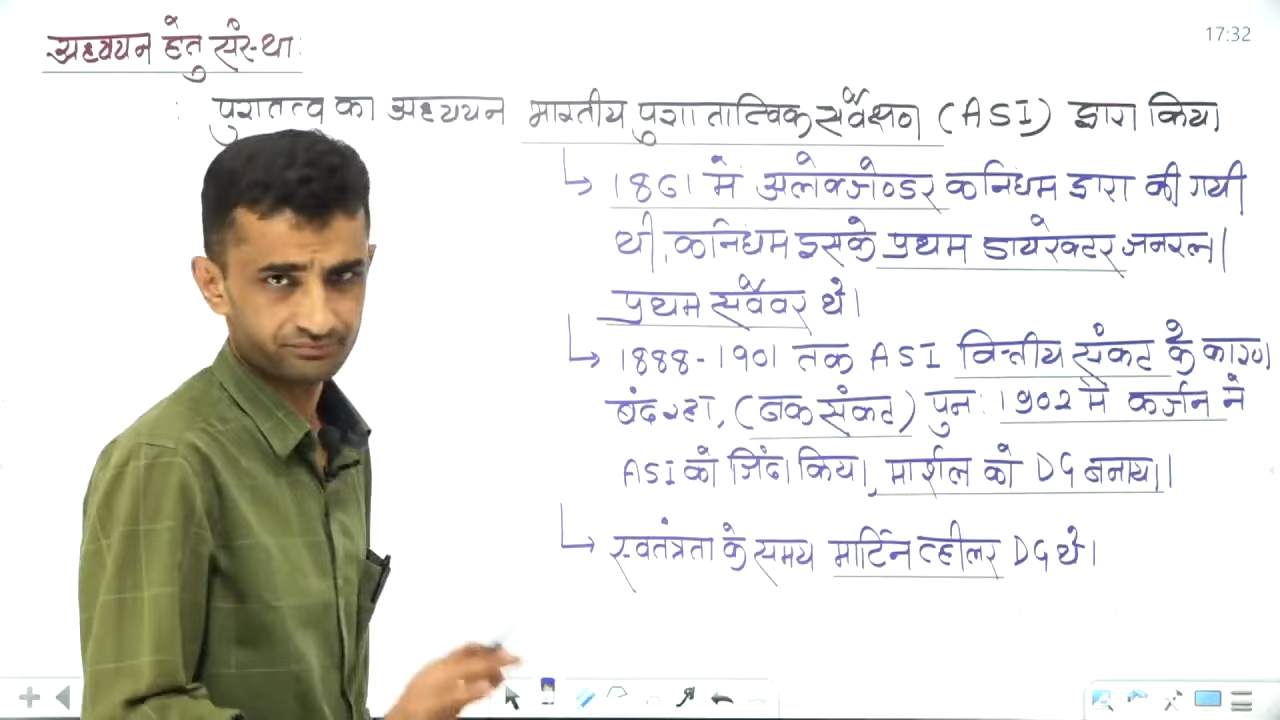 अध्ययन हेतु संस्था:
17:32
: पुरातत्व का अध्ययन भारतीय पुरातात्विक सर्वेक्षण (ASI) द्वारा किया
1861 में अलेक्जेण्डर कनिंघम द्वारा की गयी
थी, कनिंघम इसके प्रथम डायरेक्टर जनरल/
प्रथम सर्वेवर थे।
1888-1901 तक ASI वित्तीय संकट के कारण
बंद रहा, (
संकट) पुन: 1902 में कर्जन ने
ASI को जिंदा किया, मार्शल को DG बनाया।
स्वतंत्रता के समय मार्टिन व्हीलर DG थे।